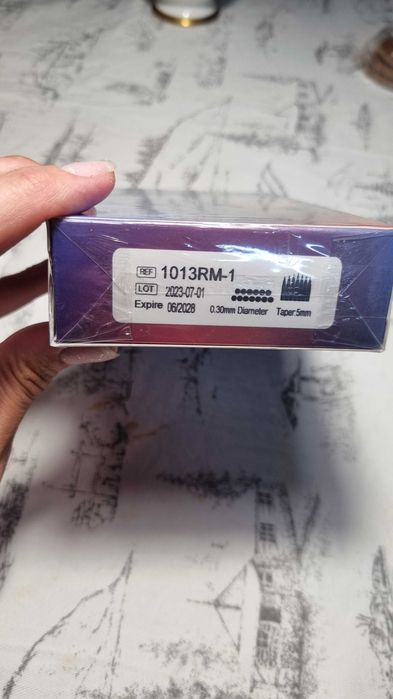 REF 1013RM-1
LOT 2023-07-01
Expire 06/2028 0.30mm Diameter Taper:5mm